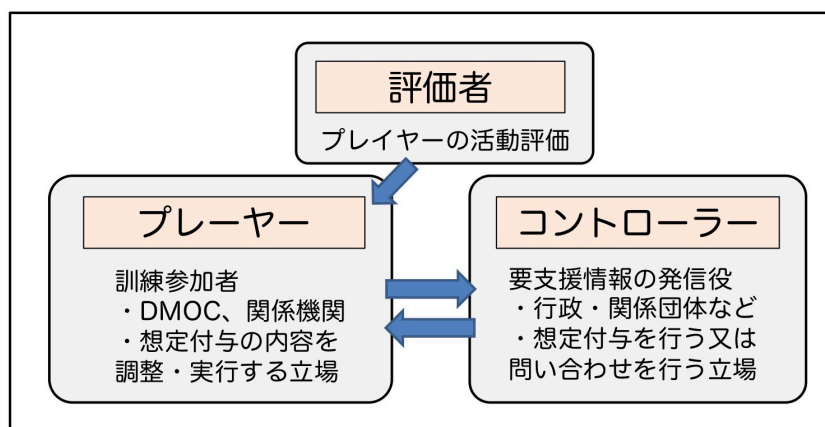 評価者
プレイヤーの活動評価
プレーヤー
訓練参加者
・DMOC、関係機関
・想定付与の内容を
調整・実行する立場
コントローラー
要支援情報の発信役
・行政・関係団体など
・想定付与を行う又は
問い合わせを行う立場